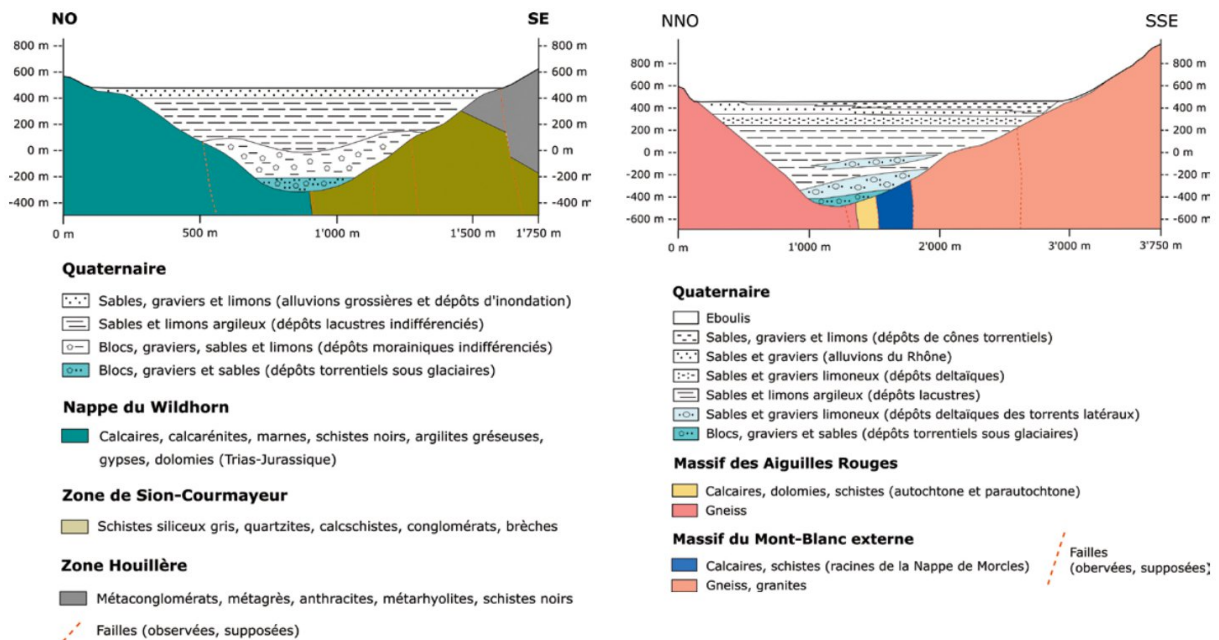 NO
SE
800 m
600 m
400 m
200 m
0 m
-200 m
-400 m
800 m
600 m
400 m
200 m
0 m
-200 m
-400 m
0 m
500 m
1'000 m
1'500 m
1'750 m
Quaternaire
Sables, graviers et limons (alluvions grossières et dépôts d'inondation)
Sables et limons argileux (dépôts lacustres indifférenciés)
Blocs, graviers, sables et limons (dépôts morainiques indifférenciés)
Blocs, graviers et sables (dépôts torrentiels sous glaciaires)
Nappe du Wildhorn
Calcaires, calcarénites, marnes, schistes noirs, argilites gréseuses,
gypses, dolomies (Trias-Jurassique)
Zone de Sion-Courmayeur
Schistes siliceux gris, quartzites, calcschistes, conglomérats, brèches
Zone Houillère
Métaconglomérats, métagrès, anthracites, métarhyolites, schistes noirs
Failles (observées, supposées)
NNO
SSE
800 m
600 m
400 m
200 m
0 m
-200 m
-400 m
-600 m
800 m
600 m
400 m
200 m
0 m
-200 m
-400 m
-600 m
0 m
1'000 m
2'000 m
3'000 m
3'750 m
Quaternaire
Eboulis
Sables, graviers et limons (dépôts de cônes torrentiels)
Sables et graviers (alluvions du Rhône)
Sables et graviers limoneux (dépôts deltaïques)
Sables et limons argileux (dépôts lacustres)
Sables et graviers limoneux (dépôts deltaïques des torrents latéraux)
Blocs, graviers et sables (dépôts torrentiels sous glaciaires)
Massif des Aiguilles Rouges
Calcaires, dolomies, schistes (autochtone et parautochtone)
Gneiss
Massif du Mont-Blanc externe
Calcaires, schistes (racines de la Nappe de Morcles)
Gneiss, granites
Failles
(obervées, supposées)